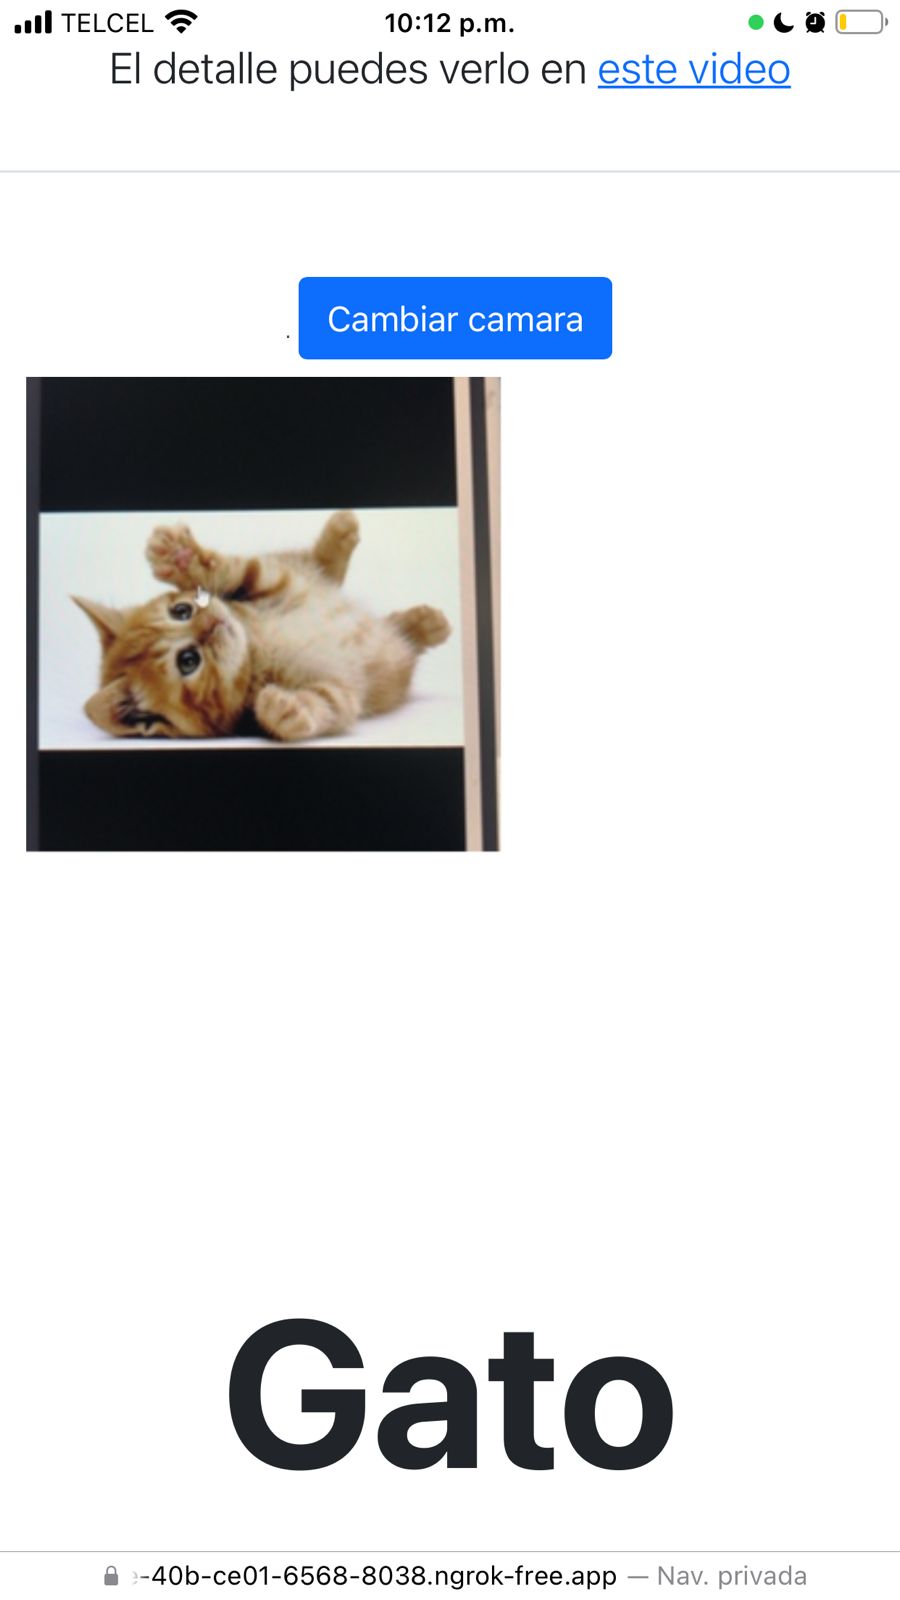 TELCEL 10:12 p.m.
El detalle puedes verlo en este video
. Cambiar camara
Gato
-40b-ce01-6568-8038.ngrok-free.app — Nav. privada